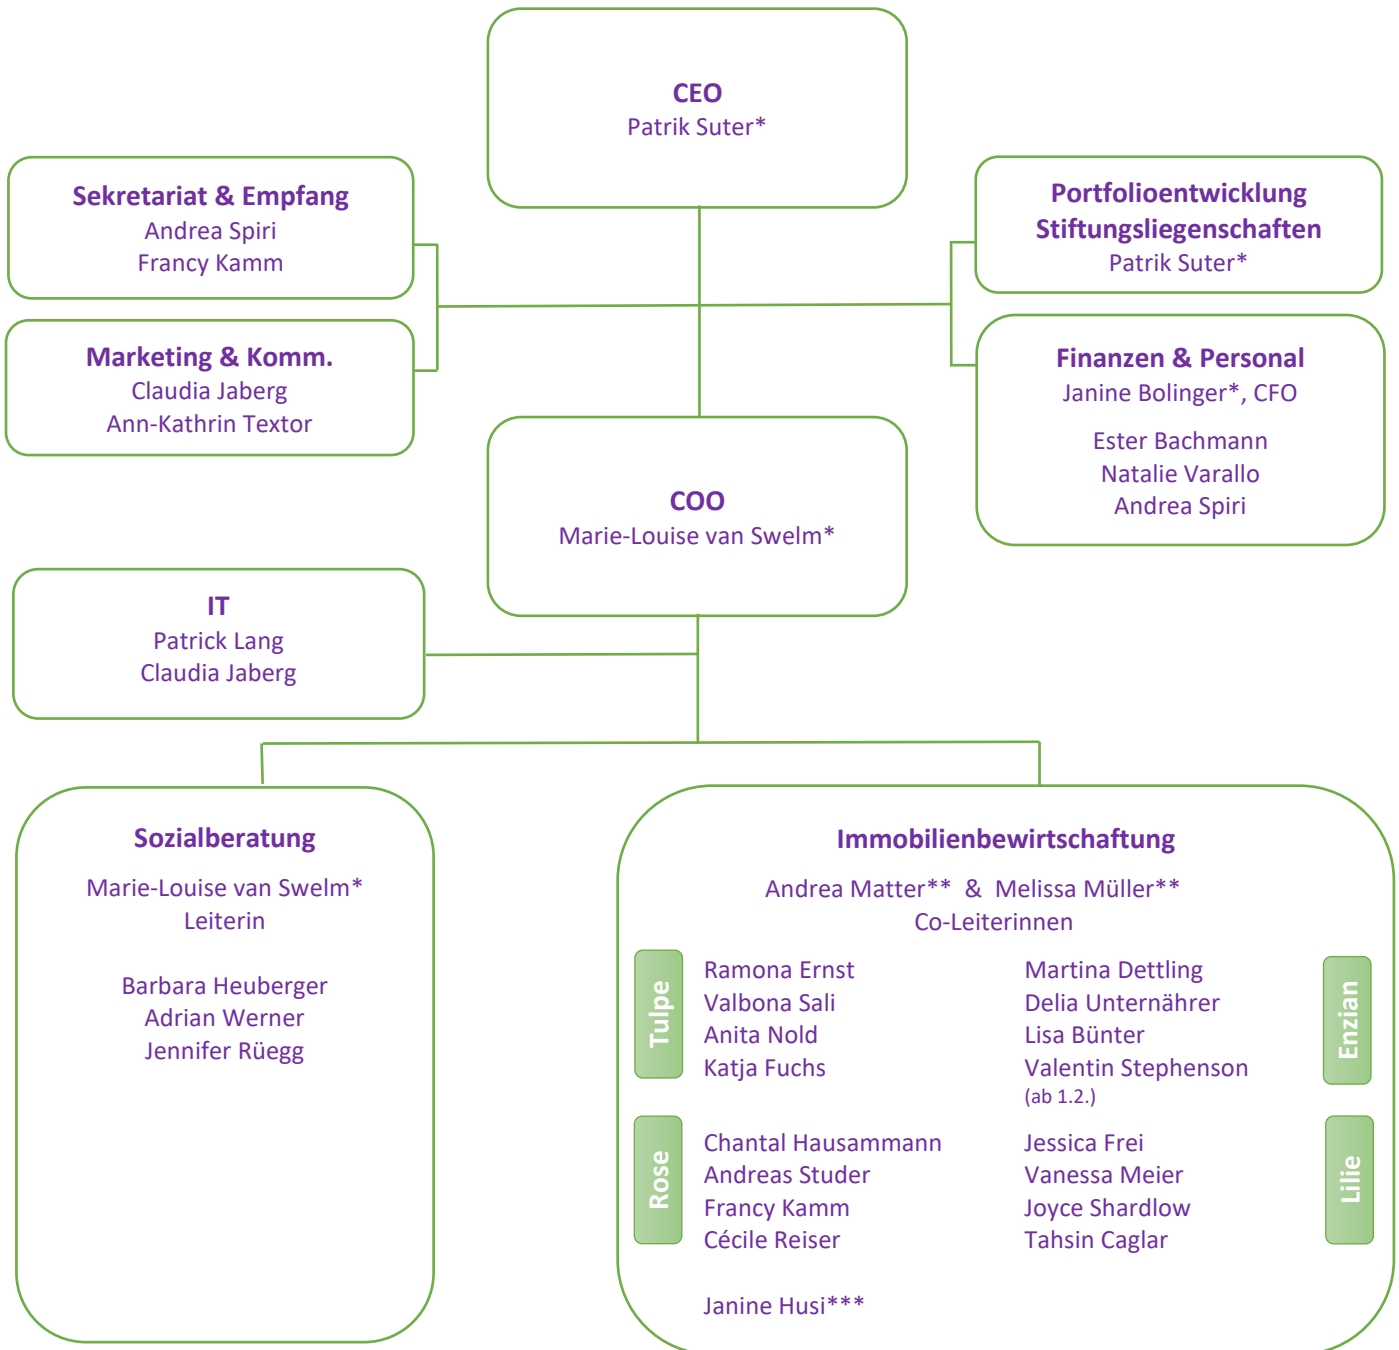 CEO
Patrik Suter*
Sekretariat & Empfang
Andrea Spiri
Francy Kamm
Portfolioentwicklung
Stiftungsliegenschaften
Patrik Suter*
Marketing & Komm.
Claudia Jaberg
Ann-Kathrin Textor
Finanzen & Personal
Janine Bolinger*, CFO
Ester Bachmann
Natalie Varallo
Andrea Spiri
COO
Marie-Louise van Swelm*
IT
Patrick Lang
Claudia Jaberg
Sozialberatung
Marie-Louise van Swelm*
Leiterin
Barbara Heuberger
Adrian Werner
Jennifer Rüegg
Immobilienbewirtschaftung
Andrea Matter** & Melissa Müller**
Co-Leiterinnen
Tulpe
Ramona Ernst
Valbona Sali
Anita Nold
Katja Fuchs
Martina Dettling
Delia Unternährer
Lisa Bünter
Valentin Stephenson
(ab 1.2.)
Enzian
Rose
Chantal Hausammann
Andreas Studer
Francy Kamm
Cécile Reiser
Jessica Frei
Vanessa Meier
Joyce Shardlow
Tahsin Caglar
Lilie
Janine Husi***